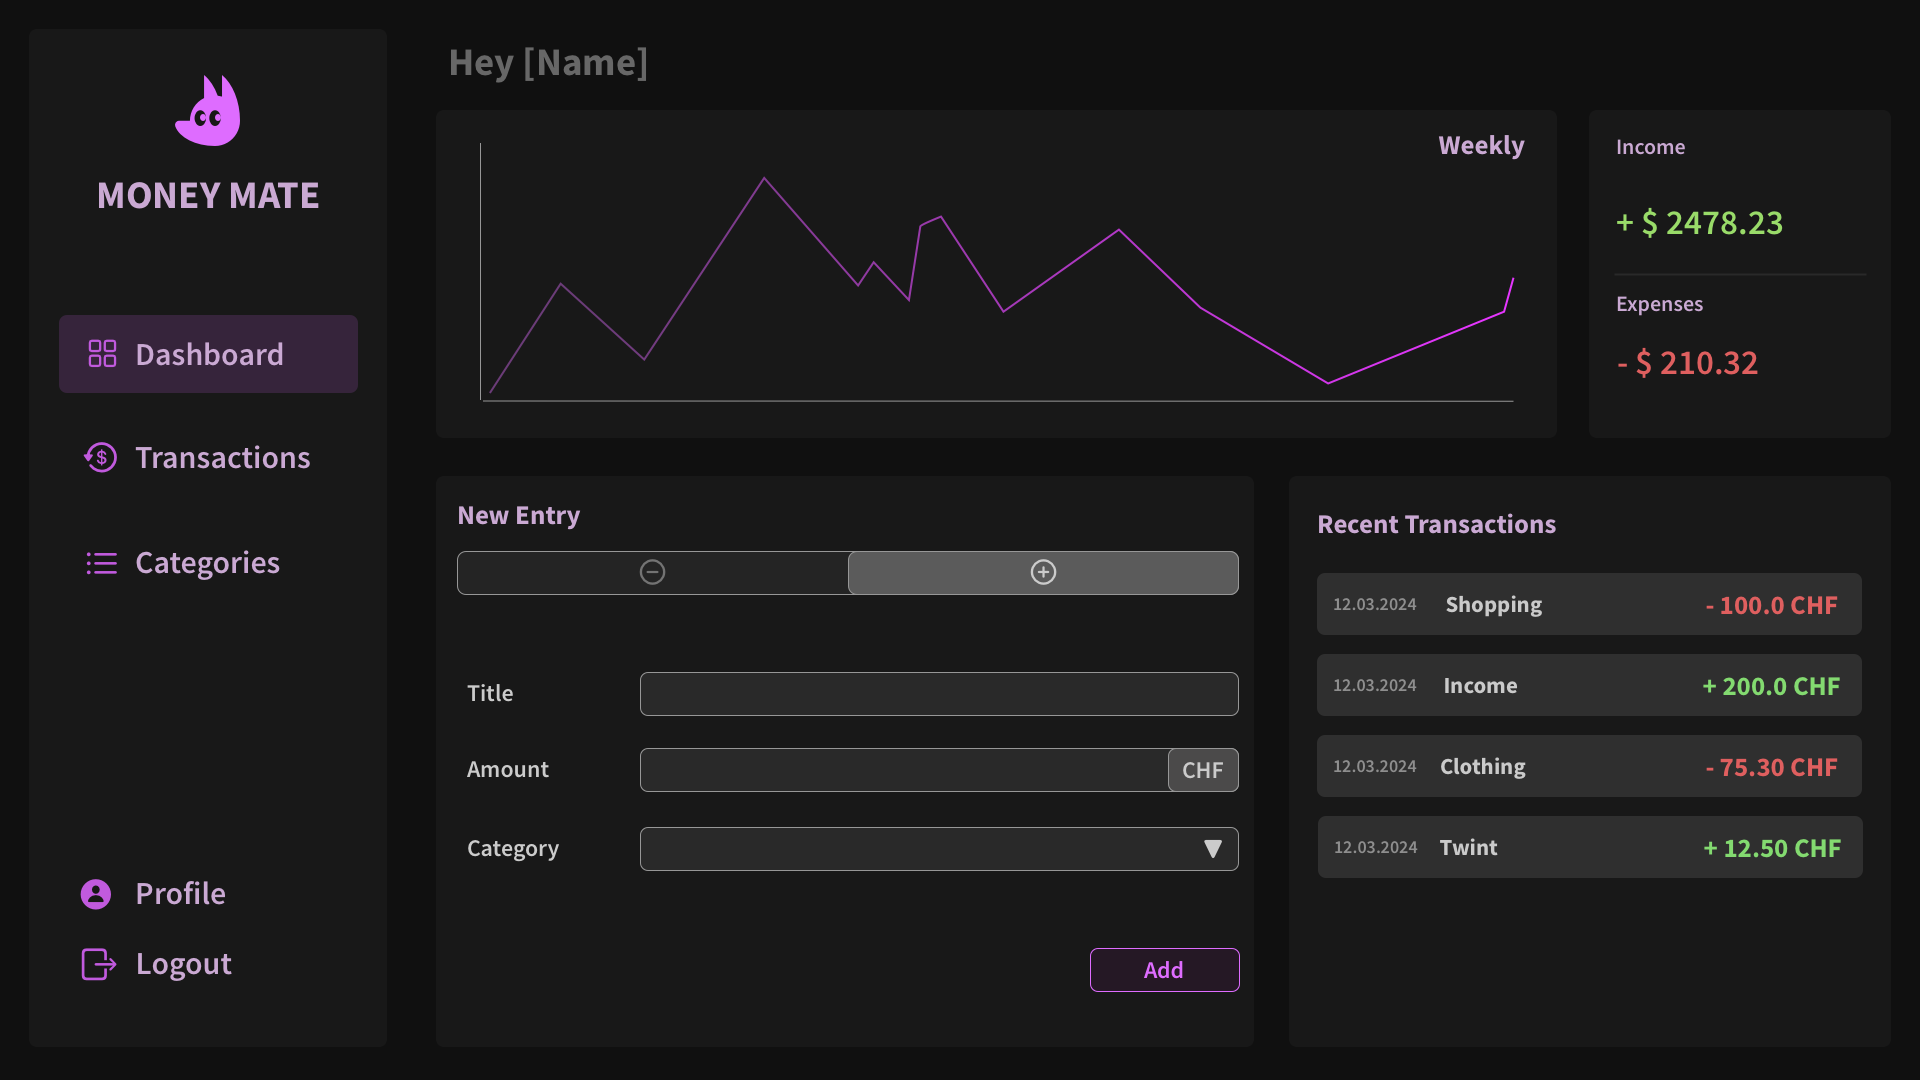 MONEY MATE
Dashboard
Transactions
Categories
Profile
Logout
Hey [Name]
Weekly
Income
+ $ 2478.23
Expenses
- $ 210.32
New Entry
Title
Amount
CHF
Category
Add
Recent Transactions
12.03.2024 Shopping - 100.0 CHF
12.03.2024 Income + 200.0 CHF
12.03.2024 Clothing - 75.30 CHF
12.03.2024 Twint + 12.50 CHF